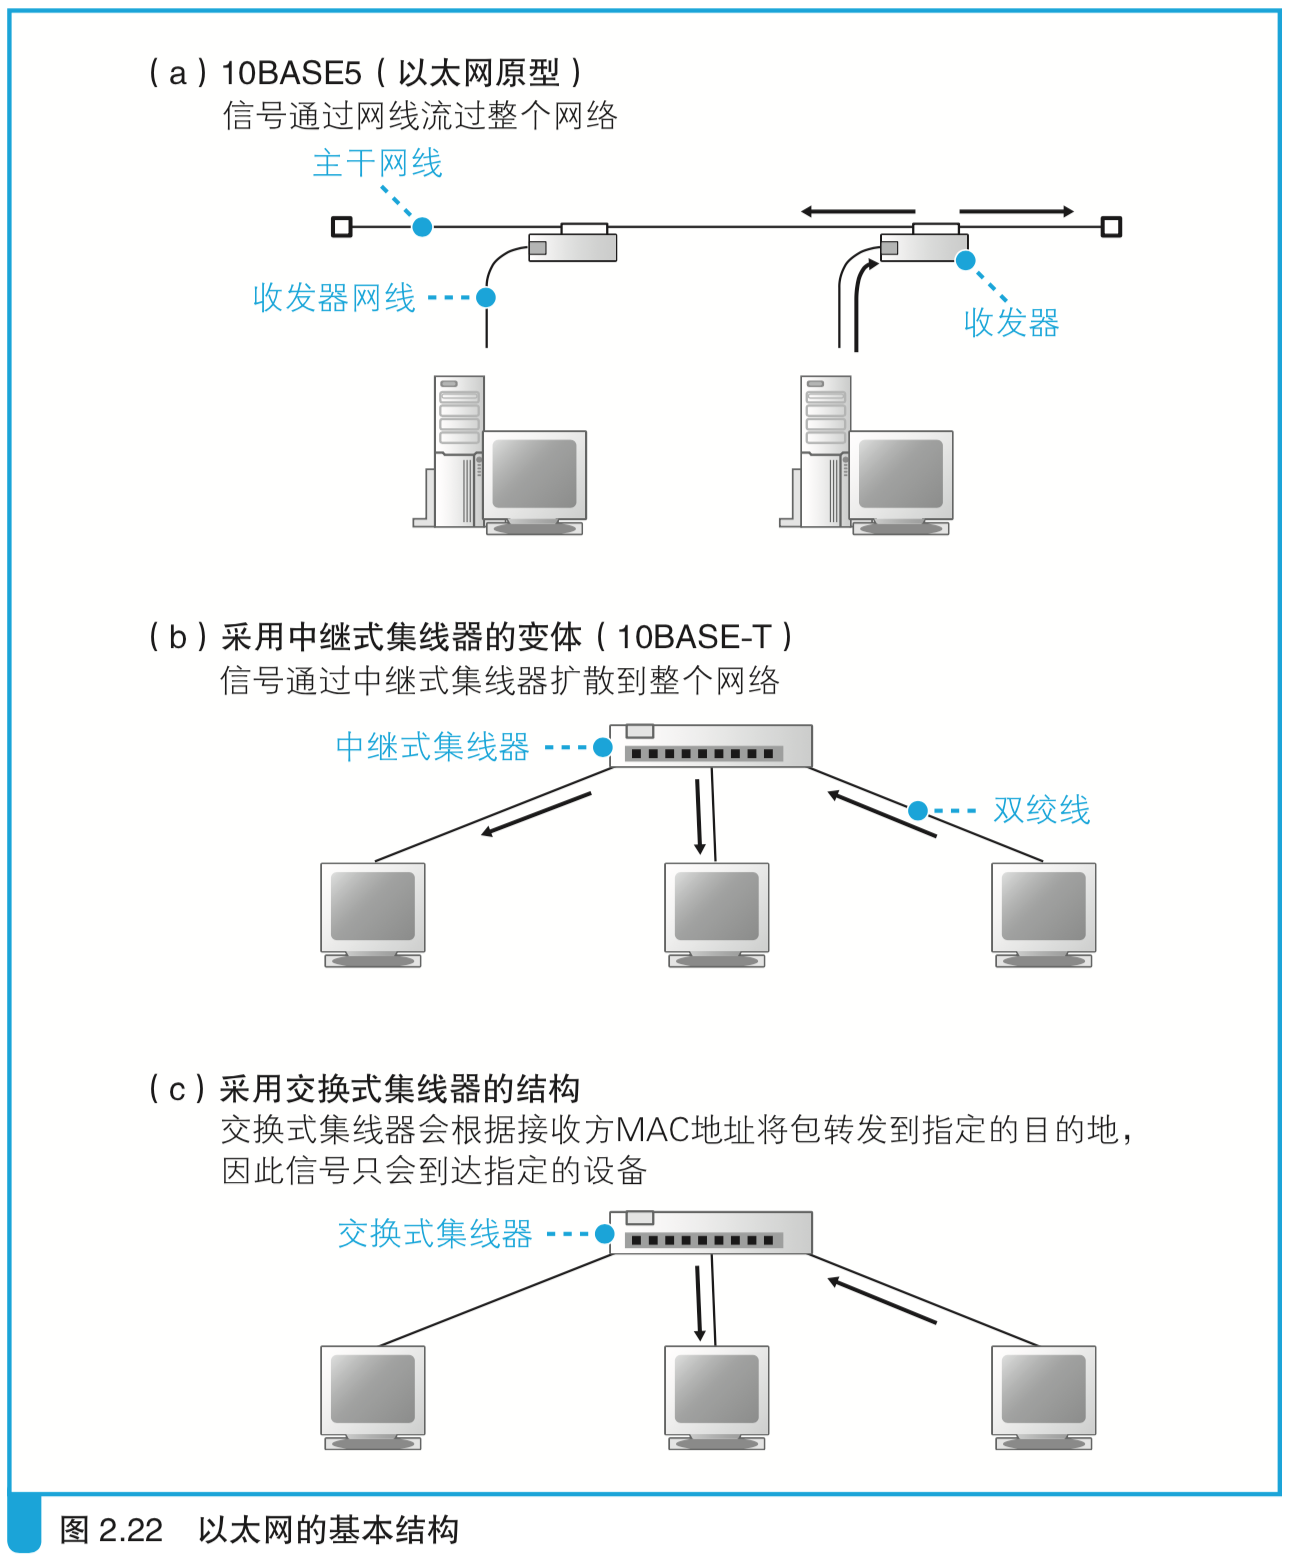 （a）10BASE5（以太网原型）
信号通过网线流过整个网络
主干网线
收发器网线
收发器
（b）采用中继式集线器的变体（10BASE-T）
信号通过中继式集线器扩散到整个网络
中继式集线器
双绞线
（c）采用交换式集线器的结构
交换式集线器会根据接收方MAC地址将包转发到指定的目的地，
因此信号只会到达指定的设备
交换式集线器
图 2.22 以太网的基本结构